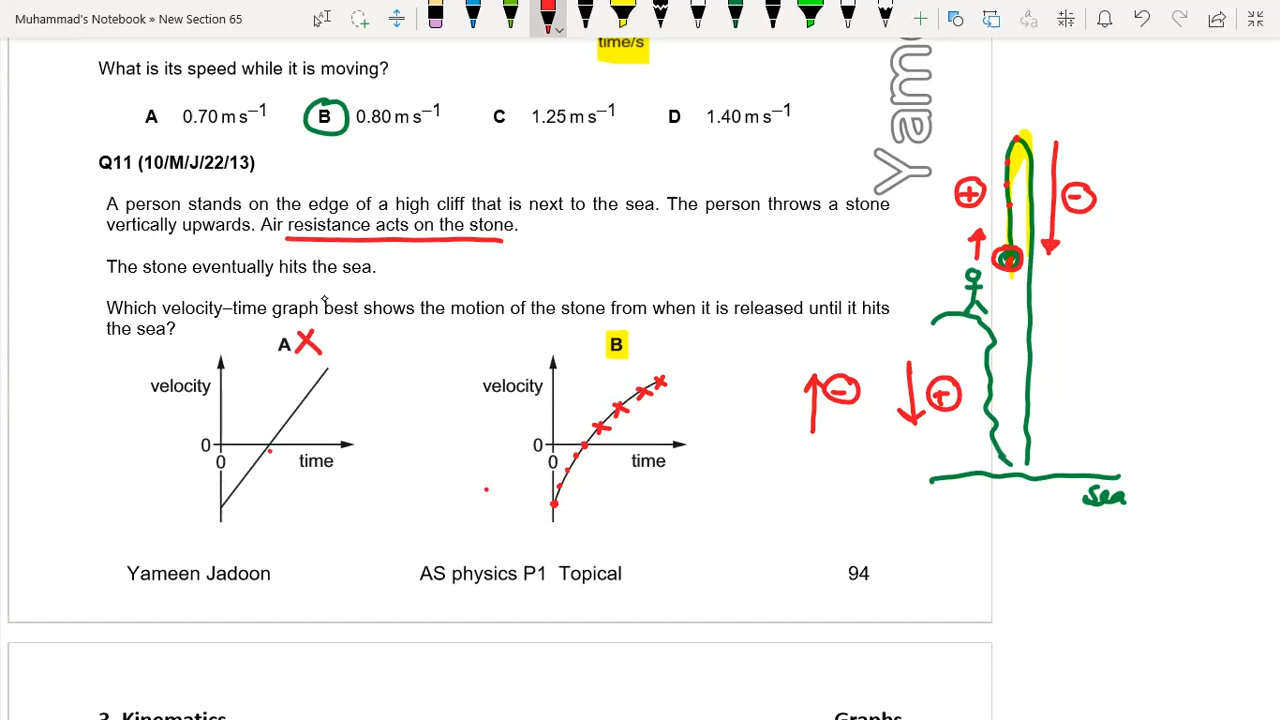 Muhammad's Notebook » New Section 65
time/s
What is its speed while it is moving?
A 0.70 m s⁻¹ B 0.80 m s⁻¹ C 1.25 m s⁻¹ D 1.40 m s⁻¹
Yame
Q11 (10/M/J/22/13)
A person stands on the edge of a high cliff that is next to the sea. The person throws a stone
vertically upwards. Air resistance acts on the stone.
The stone eventually hits the sea.
Which velocity–time graph best shows the motion of the stone from when it is released until it hits
the sea?
A X B
velocity velocity
0 0
0 time 0 time
+ −
− +
sea
Yameen Jadoon AS physics P1 Topical 94
3. Kinematics Graphs